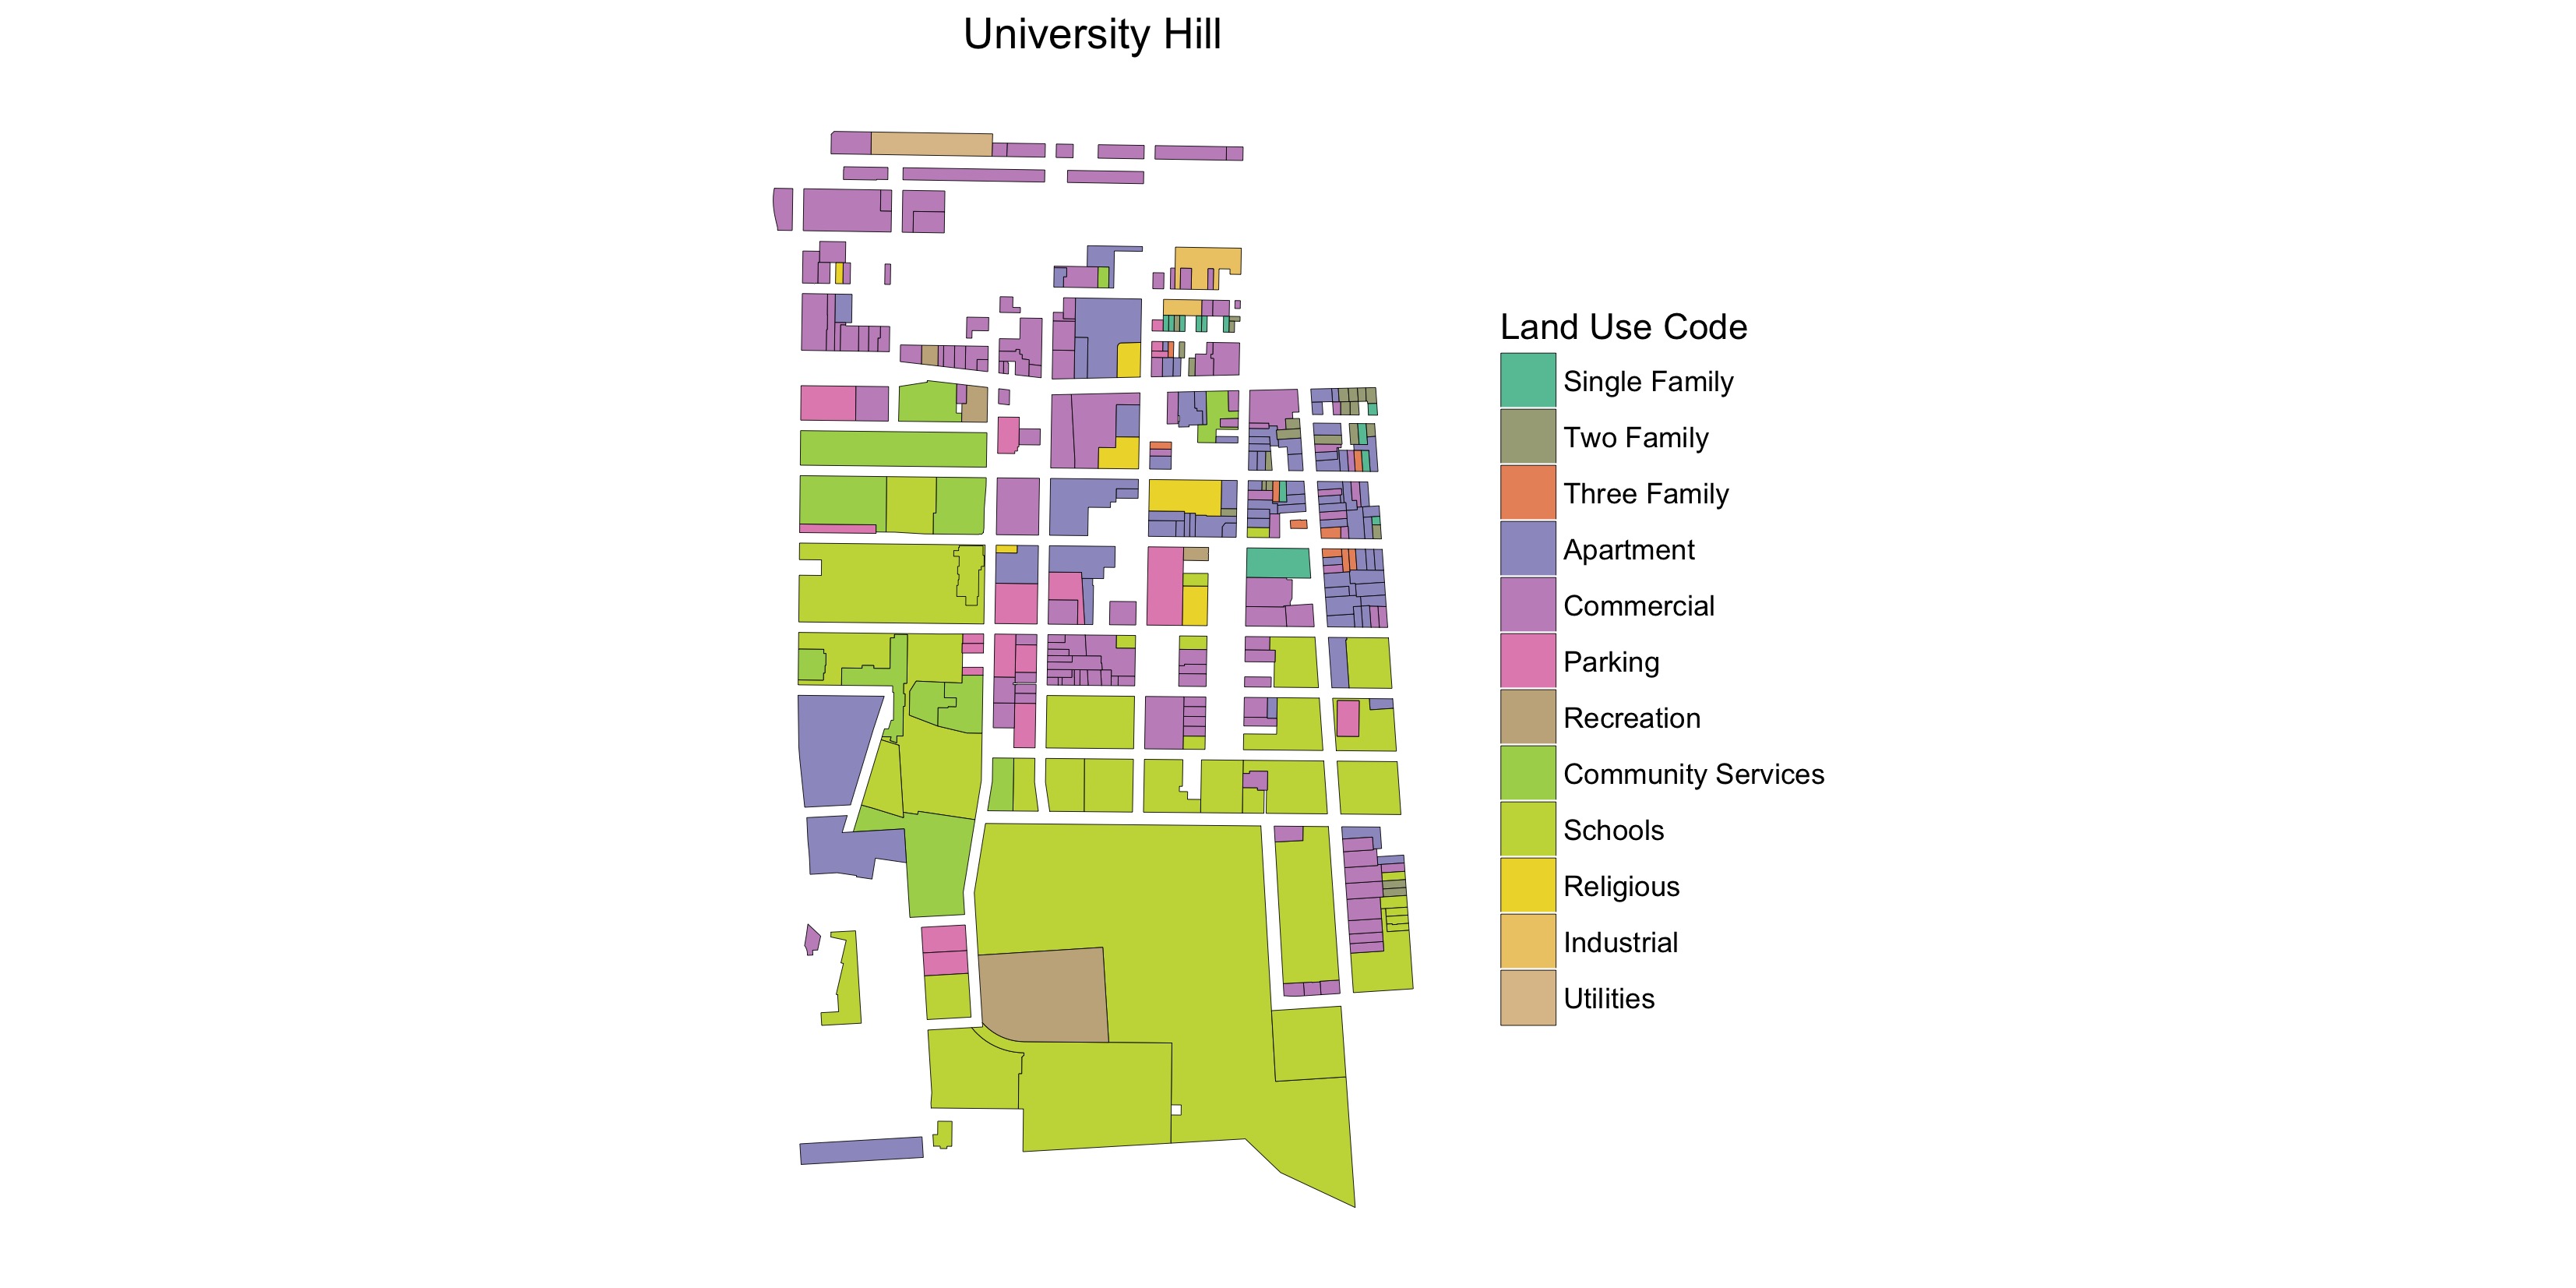 University Hill
Land Use Code
Single Family
Two Family
Three Family
Apartment
Commercial
Parking
Recreation
Community Services
Schools
Religious
Industrial
Utilities